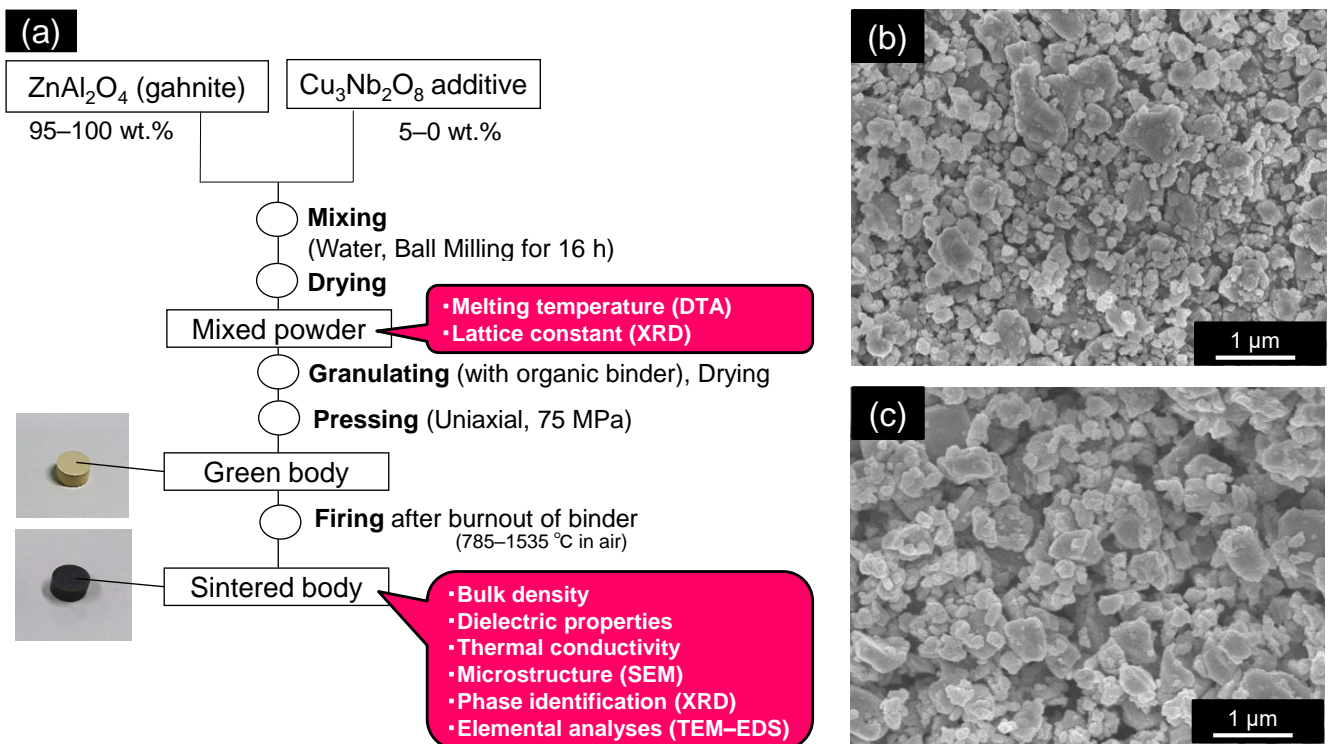 (a)
ZnAl₂O₄ (gahnite)
Cu₃Nb₂O₈ additive
95–100 wt.%
5–0 wt.%
Mixing
(Water, Ball Milling for 16 h)
Drying
Mixed powder
・Melting temperature (DTA)
・Lattice constant (XRD)
Granulating (with organic binder), Drying
Pressing (Uniaxial, 75 MPa)
Green body
Firing after burnout of binder
(785–1535 ℃ in air)
Sintered body
・Bulk density
・Dielectric properties
・Thermal conductivity
・Microstructure (SEM)
・Phase identification (XRD)
・Elemental analyses (TEM–EDS)
(b)
1 μm
(c)
1 μm